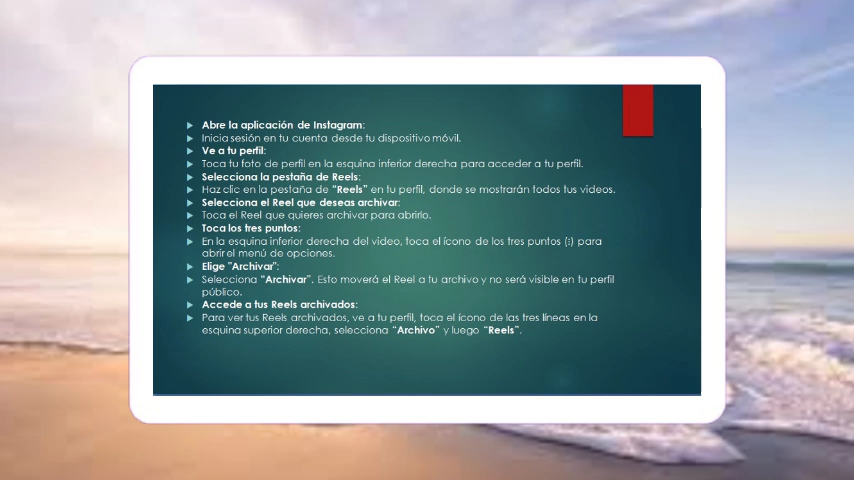 Abre la aplicación de Instagram:
Inicia sesión en tu cuenta desde tu dispositivo móvil.
Ve a tu perfil:
Toca tu foto de perfil en la esquina inferior derecha para acceder a tu perfil.
Selecciona la pestaña de Reels:
Haz clic en la pestaña de “Reels” en tu perfil, donde se mostrarán todos tus videos.
Selecciona el Reel que deseas archivar:
Toca el Reel que quieres archivar para abrirlo.
Toca los tres puntos:
En la esquina inferior derecha del video, toca el ícono de los tres puntos (⋮) para
abrir el menú de opciones.
Elige "Archivar":
Selecciona “Archivar”. Esto moverá el Reel a tu archivo y no será visible en tu perfil
público.
Accede a tus Reels archivados:
Para ver tus Reels archivados, ve a tu perfil, toca el ícono de las tres líneas en la
esquina superior derecha, selecciona “Archivo” y luego “Reels”.